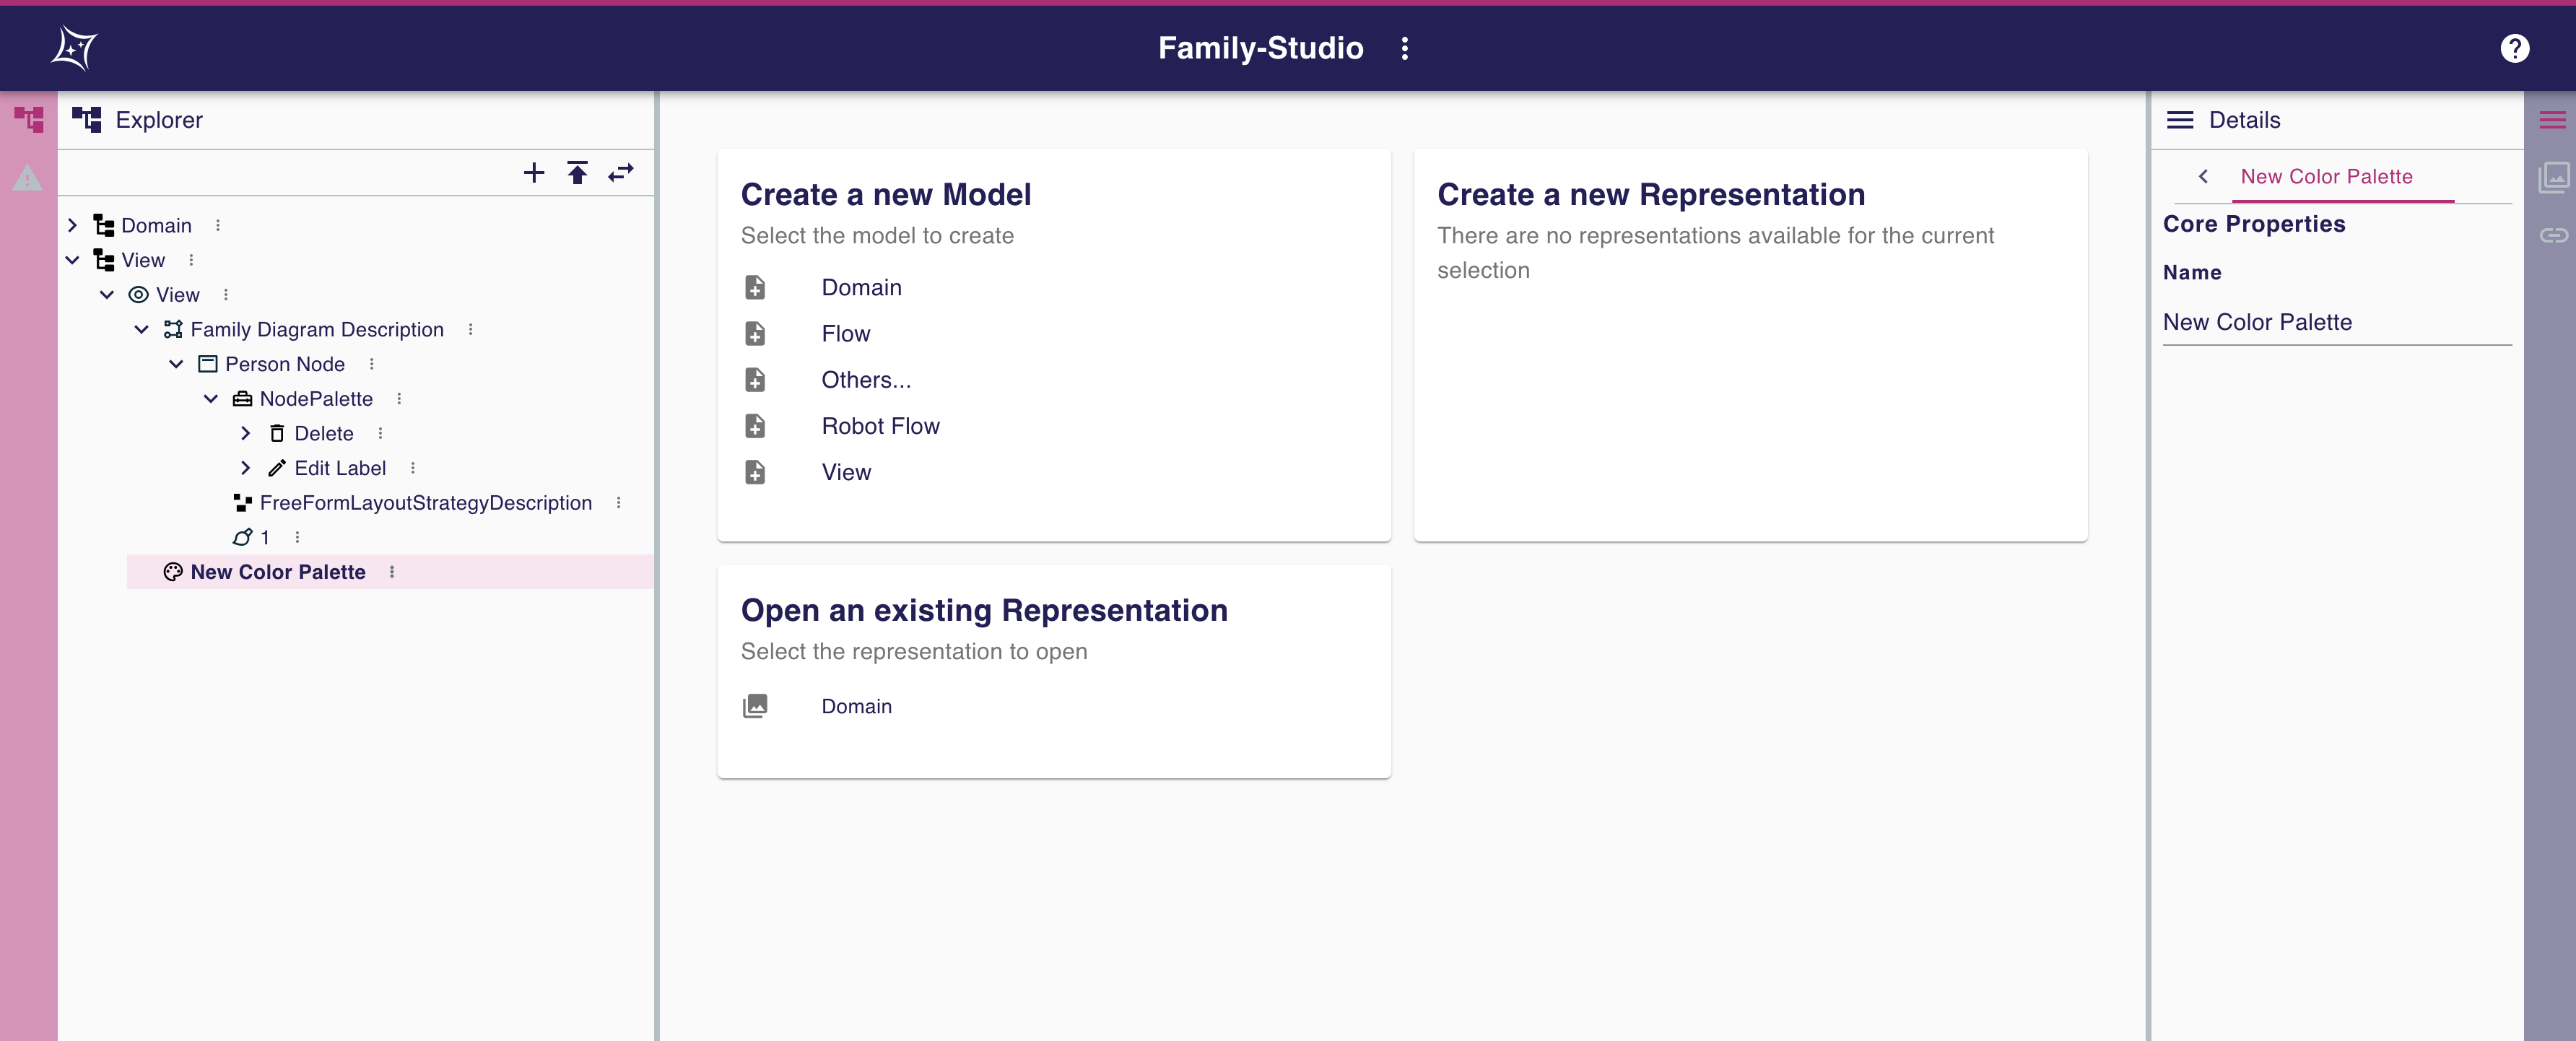 Family-Studio
Explorer
Domain
View
View
Family Diagram Description
Person Node
NodePalette
Delete
Edit Label
FreeFormLayoutStrategyDescription
1
New Color Palette
Create a new Model
Select the model to create
Domain
Flow
Others...
Robot Flow
View
Create a new Representation
There are no representations available for the current
selection
Open an existing Representation
Select the representation to open
Domain
Details
New Color Palette
Core Properties
Name
New Color Palette